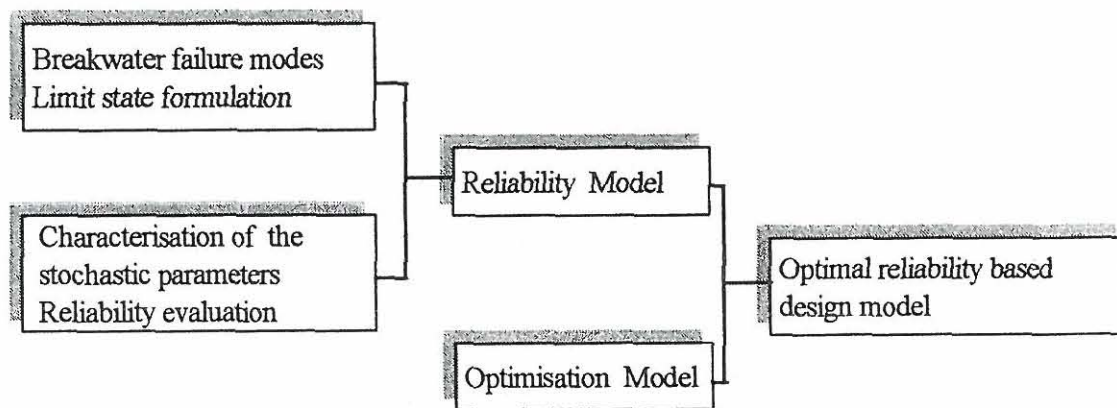 Breakwater failure modes
Limit state formulation
Characterisation of the
stochastic parameters
Reliability evaluation
Reliability Model
Optimisation Model
Optimal reliability based
design model